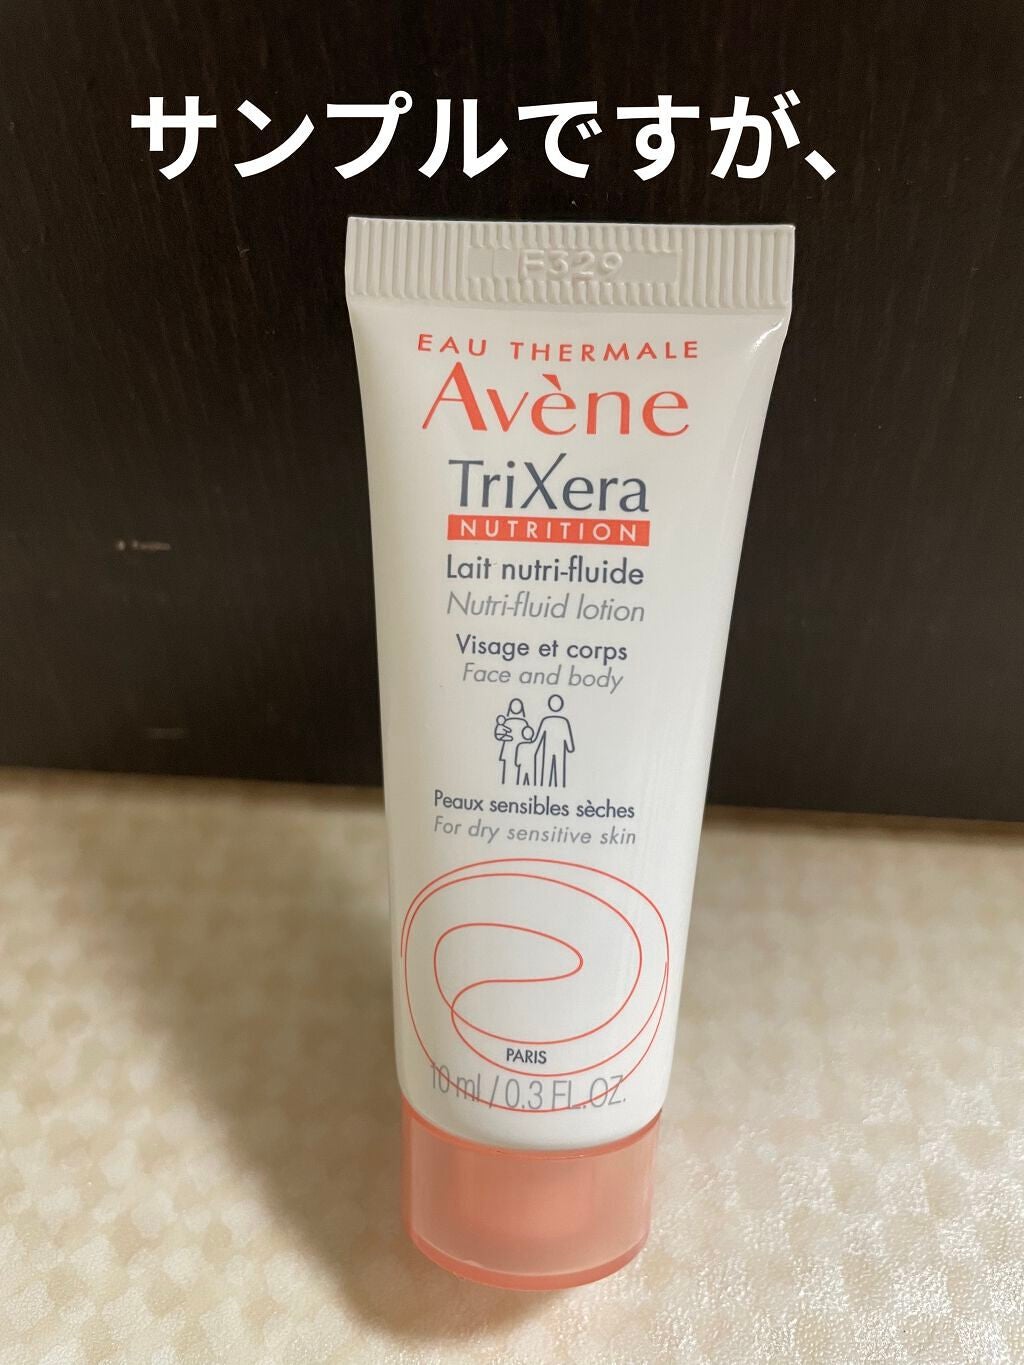 サンプルですが、
F329
EAU THERMALE
Avène
TriXera
NUTRITION
Lait nutri-fluide
Nutri-fluid lotion
Visage et corps
Face and body
Peaux sensibles sèches
For dry sensitive skin
PARIS
10 ml / 0.3 FL.OZ.